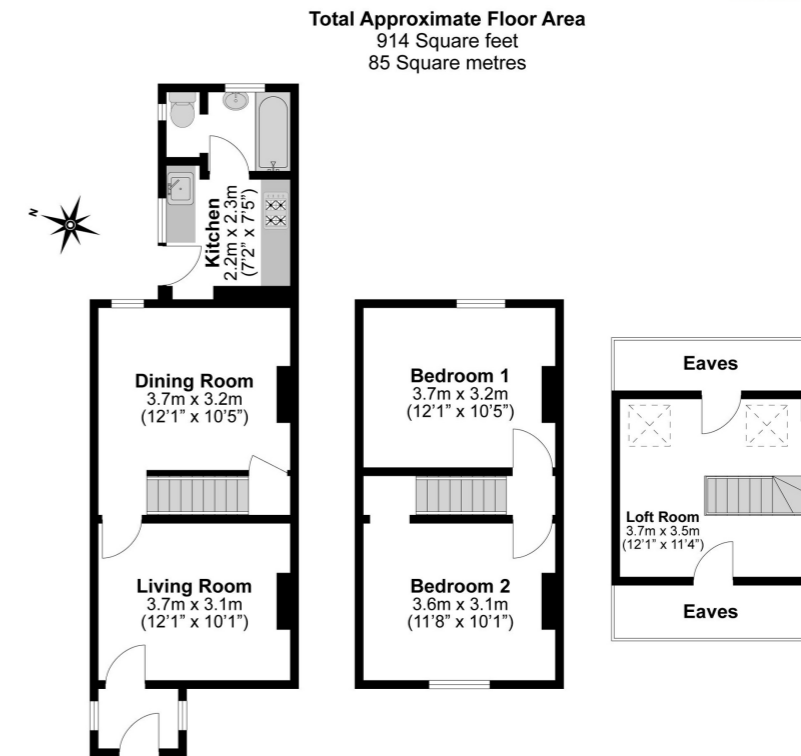 Total Approximate Floor Area
914 Square feet
85 Square metres
N
Kitchen
2.2m x 2.3m
(7'2” x 7'5”)
Dining Room
3.7m x 3.2m
(12'1” x 10'5”)
Living Room
3.7m x 3.1m
(12'1” x 10'1”)
Bedroom 1
3.7m x 3.2m
(12'1” x 10'5”)
Bedroom 2
3.6m x 3.1m
(11'8” x 10'1”)
Eaves
Loft Room
3.7m x 3.5m
(12'1” x 11'4”)
Eaves